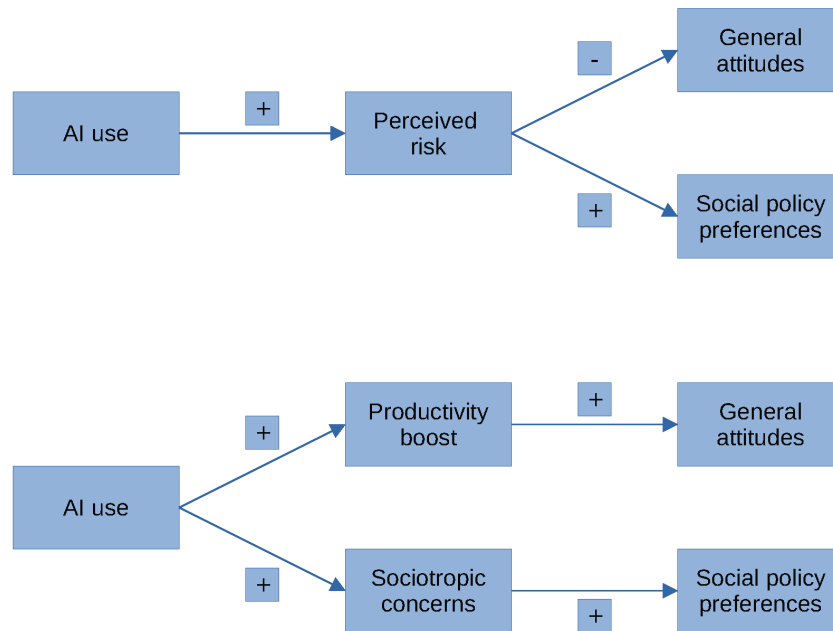 General
attitudes
-
+
AI use
Perceived
risk
+
Social policy
preferences
Productivity
boost
+
General
attitudes
+
AI use
+
Sociotropic
concerns
+
Social policy
preferences